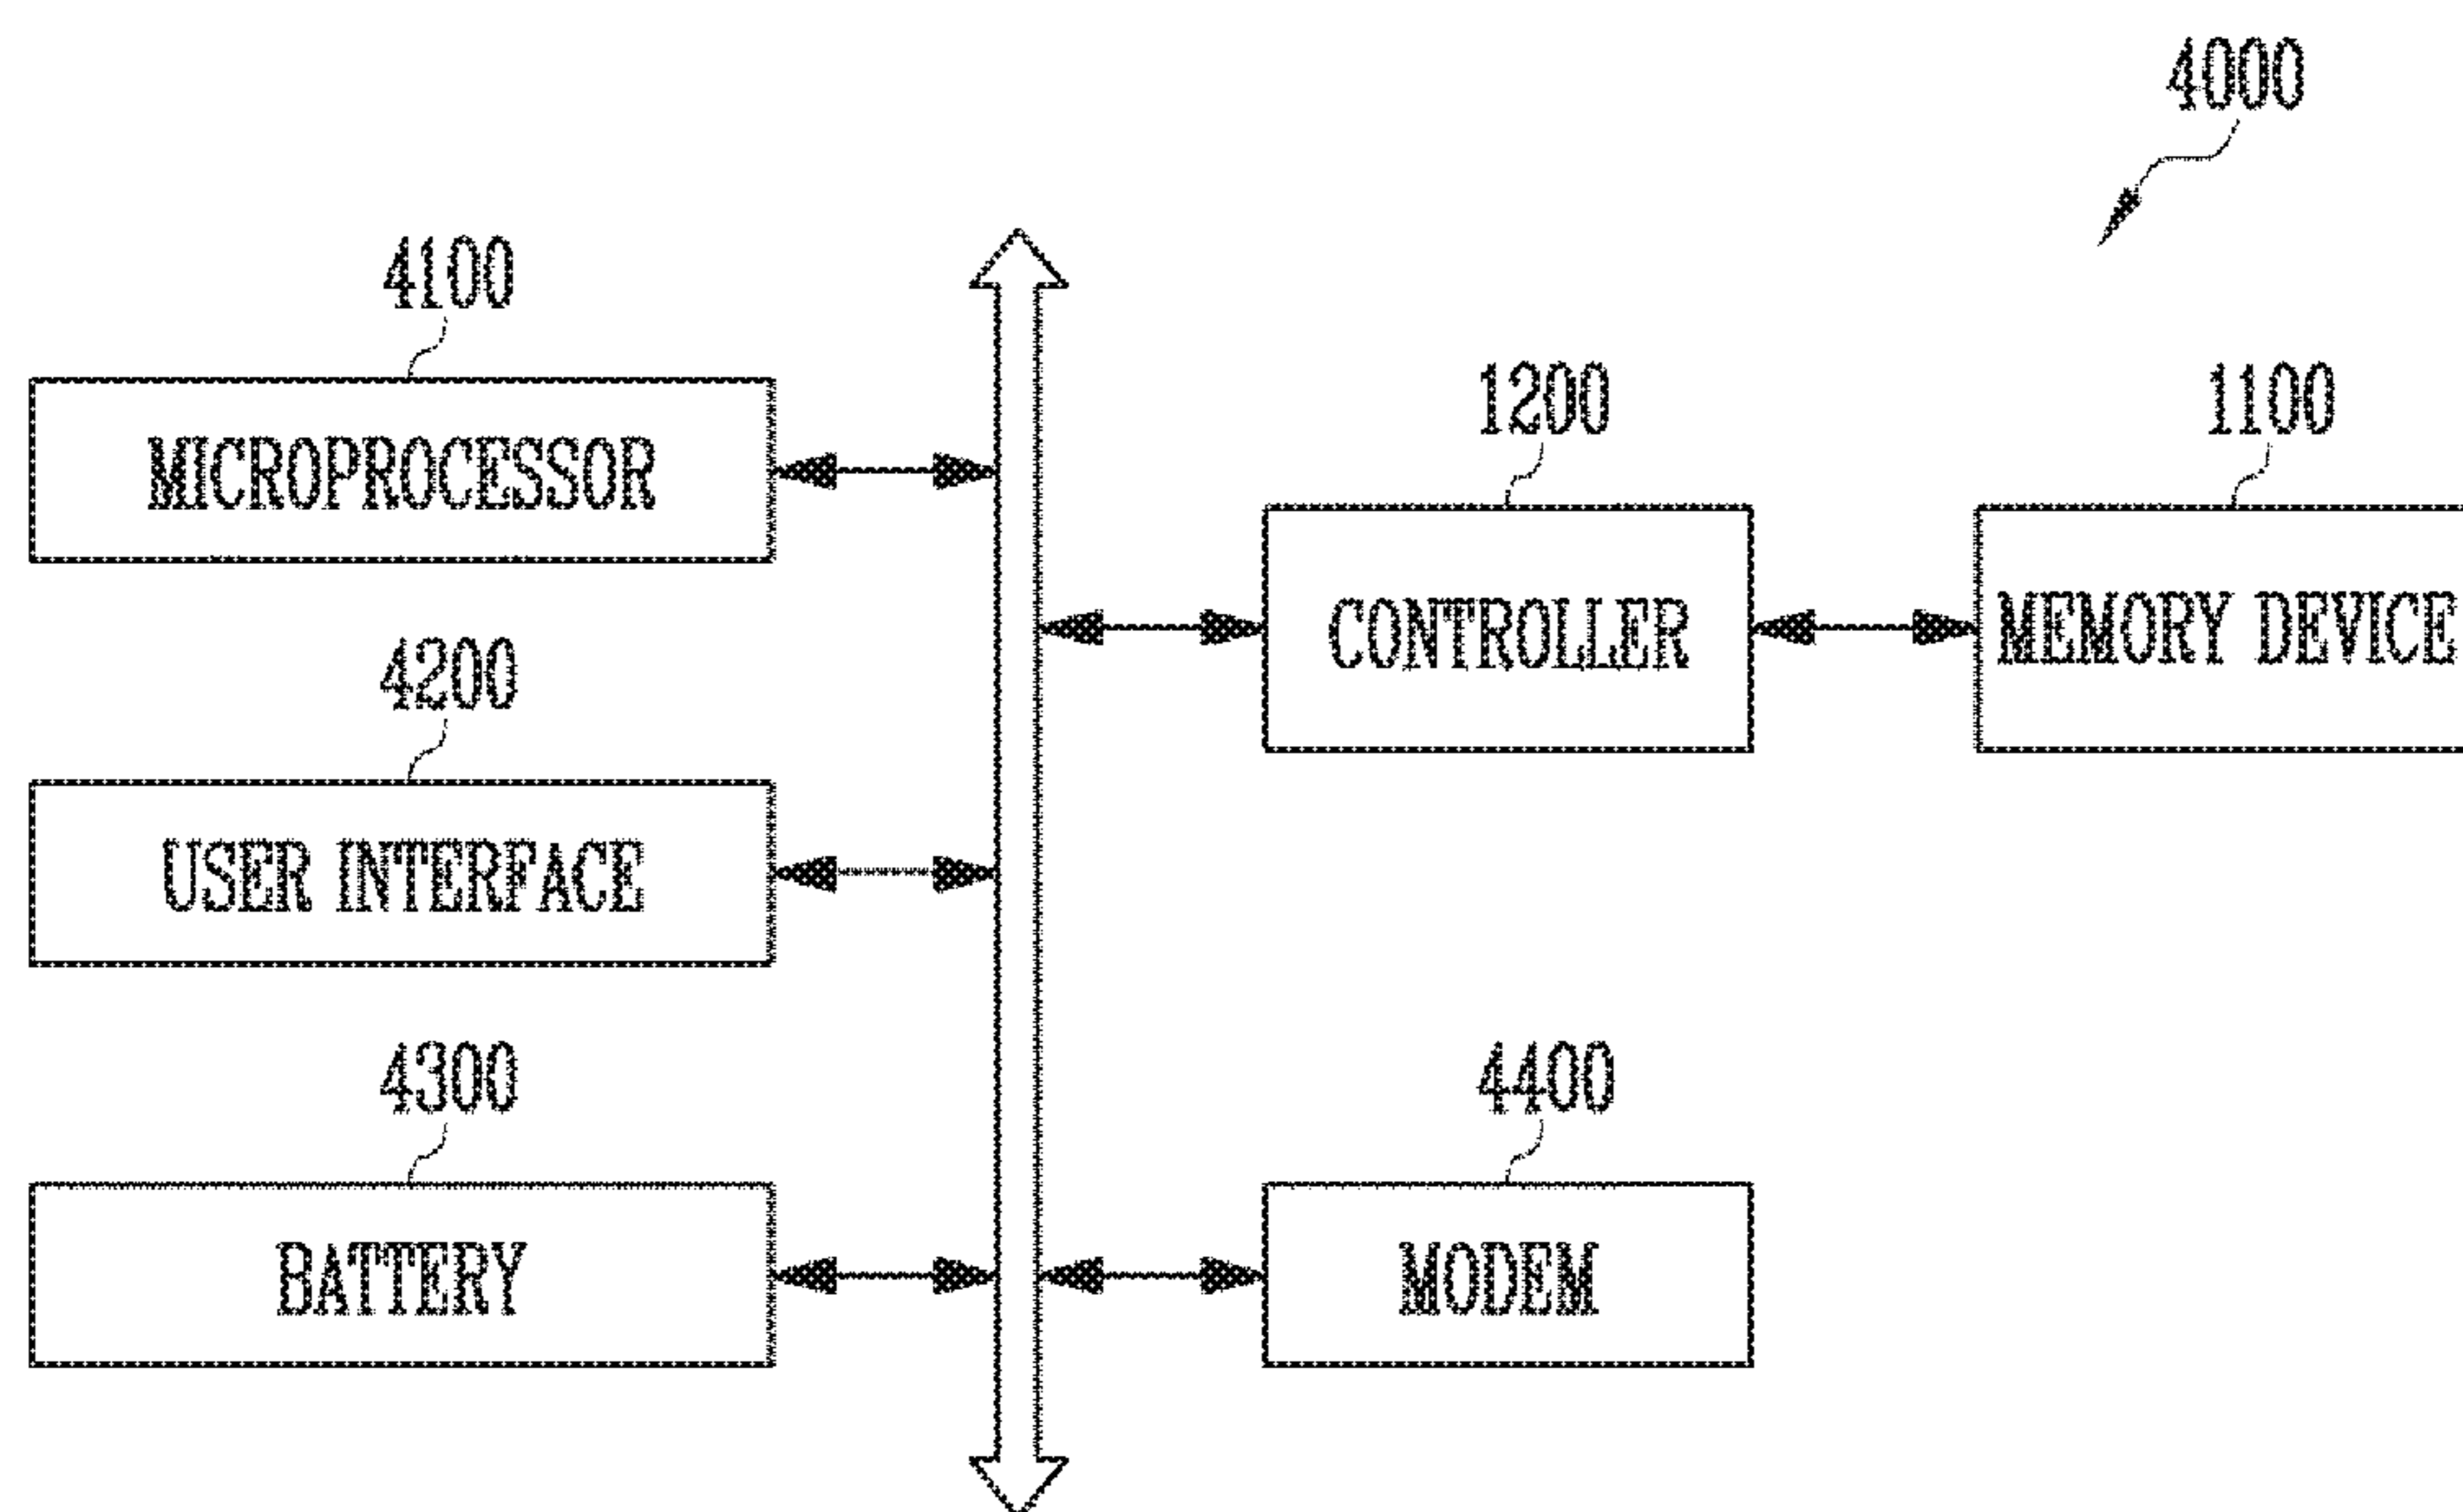 4000
4100
MICROPROCESSOR
1200
1100
CONTROLLER
MEMORY DEVICE
4200
USER INTERFACE
4300
BATTERY
4400
MODEM